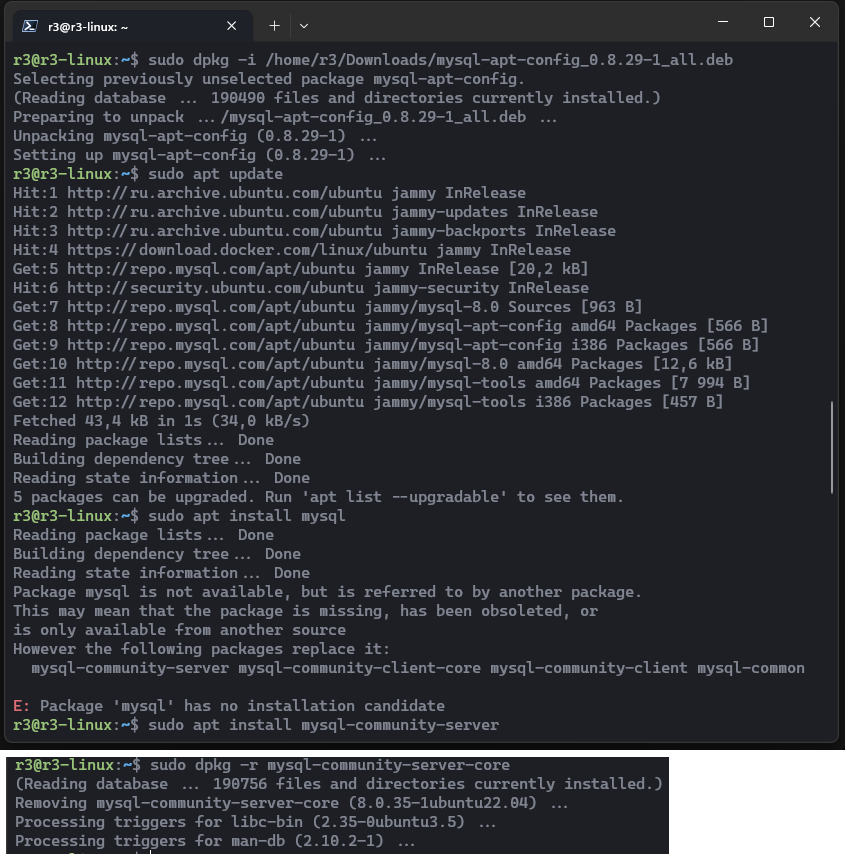 r3@r3-linux: ~
r3@r3-linux:~$ sudo dpkg -i /home/r3/Downloads/mysql-apt-config_0.8.29-1_all.deb
Selecting previously unselected package mysql-apt-config.
(Reading database ... 190490 files and directories currently installed.)
Preparing to unpack .../mysql-apt-config_0.8.29-1_all.deb ...
Unpacking mysql-apt-config (0.8.29-1) ...
Setting up mysql-apt-config (0.8.29-1) ...
r3@r3-linux:~$ sudo apt update
Hit:1 http://ru.archive.ubuntu.com/ubuntu jammy InRelease
Hit:2 http://ru.archive.ubuntu.com/ubuntu jammy-updates InRelease
Hit:3 http://ru.archive.ubuntu.com/ubuntu jammy-backports InRelease
Hit:4 https://download.docker.com/linux/ubuntu jammy InRelease
Get:5 http://repo.mysql.com/apt/ubuntu jammy InRelease [20,2 kB]
Hit:6 http://security.ubuntu.com/ubuntu jammy-security InRelease
Get:7 http://repo.mysql.com/apt/ubuntu jammy/mysql-8.0 Sources [963 B]
Get:8 http://repo.mysql.com/apt/ubuntu jammy/mysql-apt-config amd64 Packages [566 B]
Get:9 http://repo.mysql.com/apt/ubuntu jammy/mysql-apt-config i386 Packages [566 B]
Get:10 http://repo.mysql.com/apt/ubuntu jammy/mysql-8.0 amd64 Packages [12,6 kB]
Get:11 http://repo.mysql.com/apt/ubuntu jammy/mysql-tools amd64 Packages [7 994 B]
Get:12 http://repo.mysql.com/apt/ubuntu jammy/mysql-tools i386 Packages [457 B]
Fetched 43,4 kB in 1s (34,0 kB/s)
Reading package lists... Done
Building dependency tree... Done
Reading state information... Done
5 packages can be upgraded. Run 'apt list --upgradable' to see them.
r3@r3-linux:~$ sudo apt install mysql
Reading package lists... Done
Building dependency tree... Done
Reading state information... Done
Package mysql is not available, but is referred to by another package.
This may mean that the package is missing, has been obsoleted, or
is only available from another source
However the following packages replace it:
mysql-community-server mysql-community-client-core mysql-community-client mysql-common
E: Package 'mysql' has no installation candidate
r3@r3-linux:~$ sudo apt install mysql-community-server
r3@r3-linux:~$ sudo dpkg -r mysql-community-server-core
(Reading database ... 190756 files and directories currently installed.)
Removing mysql-community-server-core (8.0.35-1ubuntu22.04) ...
Processing triggers for libc-bin (2.35-0ubuntu3.5) ...
Processing triggers for man-db (2.10.2-1) ...